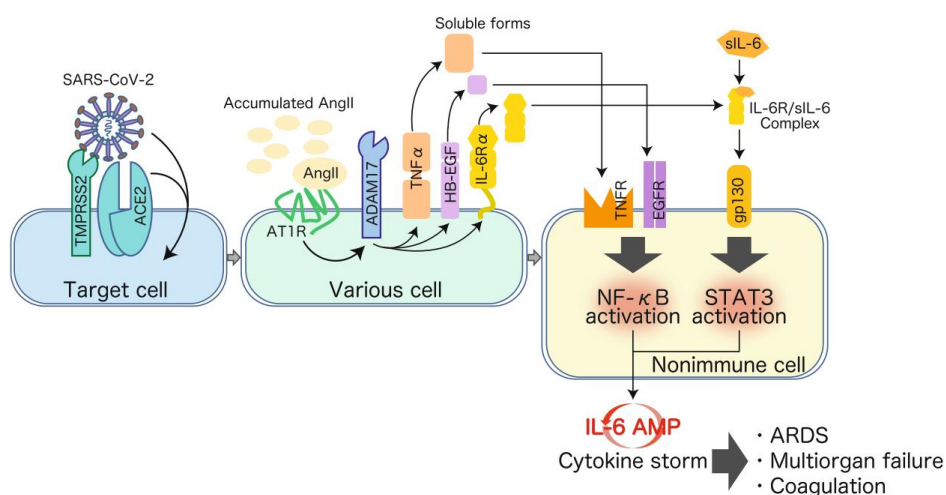 Soluble forms
SARS-CoV-2
Accumulated AngII
AngII
AT1R
TMPRSS2
ACE2
Target cell
ADAM17
TNFα
HB-EGF
IL-6Rα
Various cell
sIL-6
IL-6R/sIL-6
Complex
TNFR
EGFR
gp130
NF-κB
activation
STAT3
activation
Nonimmune cell
IL-6 AMP
Cytokine storm
・ARDS
・Multiorgan failure
・Coagulation